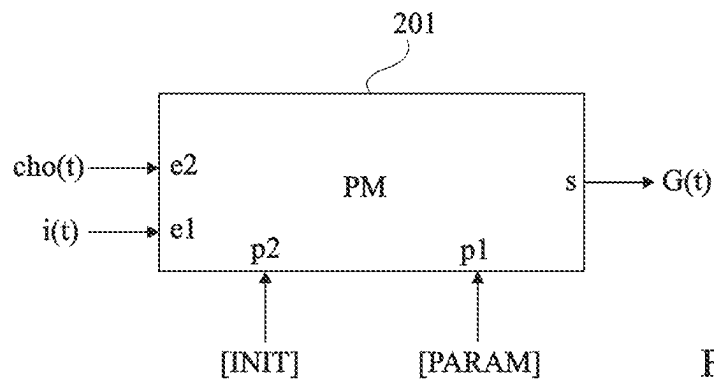 201
cho(t) e2 PM s G(t)
i(t) e1
p2 p1
[INIT] [PARAM]